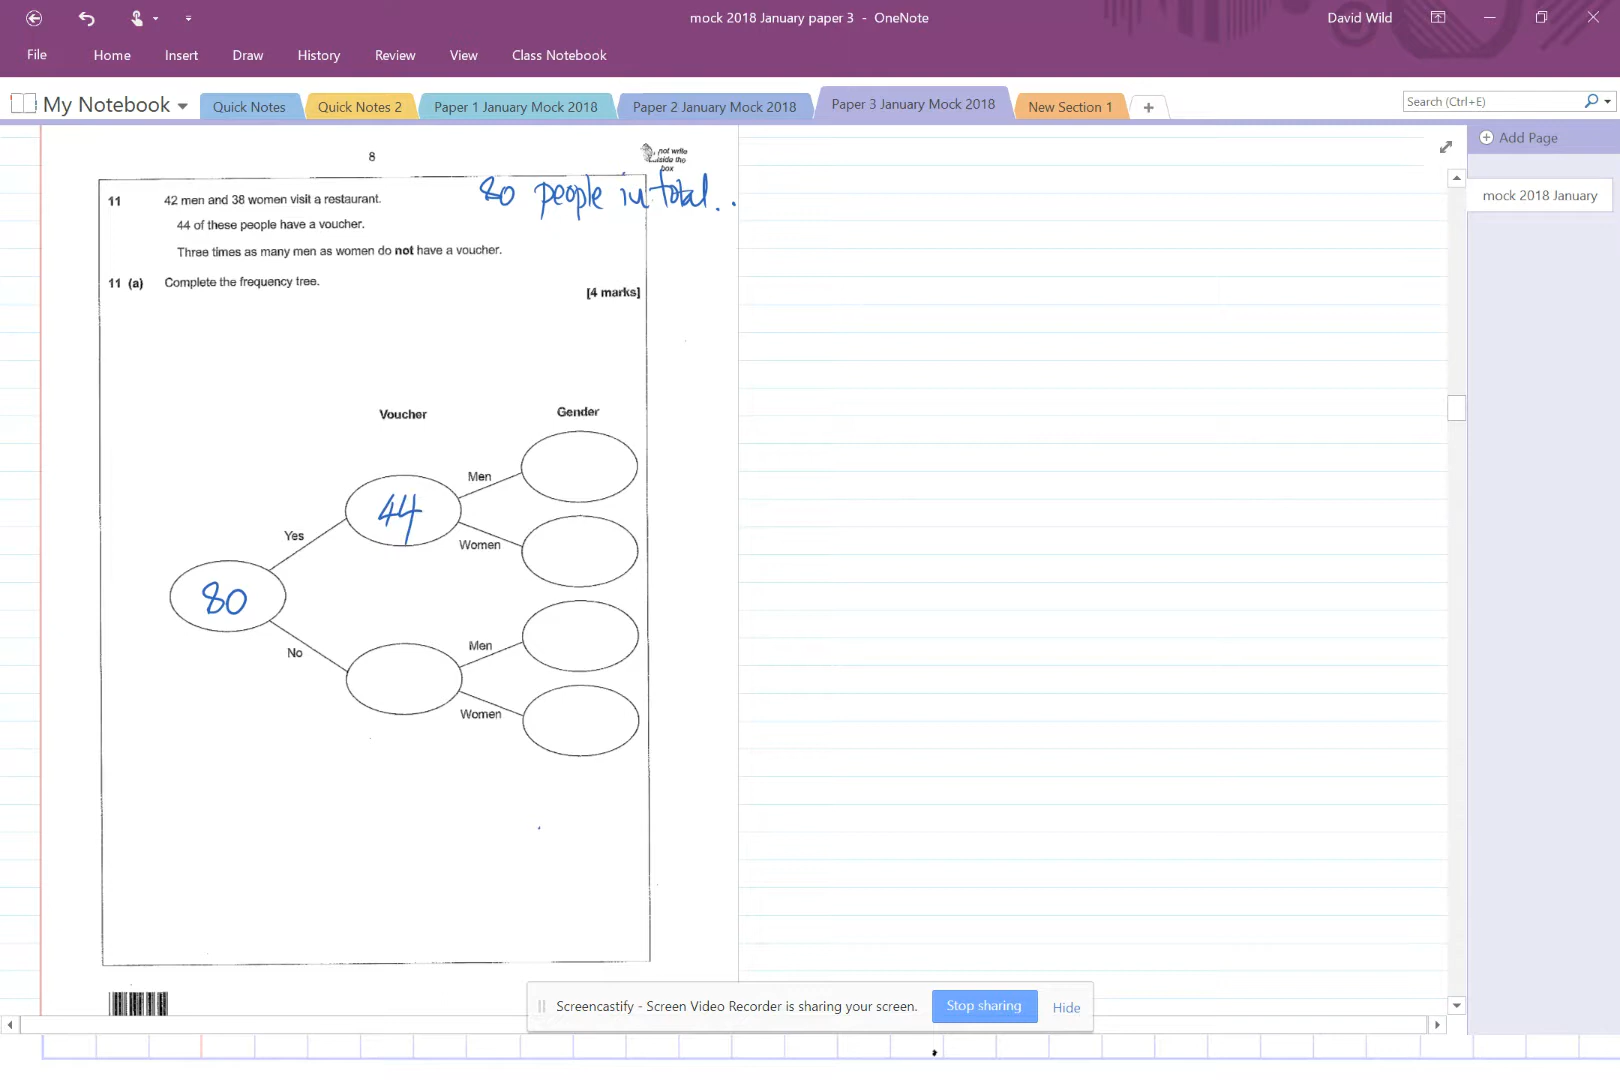 mock 2018 January paper 3 - OneNote
David Wild
File Home Insert Draw History Review View Class Notebook
My Notebook Quick Notes Quick Notes 2 Paper 1 January Mock 2018 Paper 2 January Mock 2018 Paper 3 January Mock 2018 New Section 1 +
Search (Ctrl+E)
Add Page
mock 2018 January
8
not write
box
80 people in total..
11 42 men and 38 women visit a restaurant.
44 of these people have a voucher.
Three times as many men as women do not have a voucher.
11 (a) Complete the frequency tree.
[4 marks]
Voucher Gender
Men
44
Yes
Women
80
No
Men
Women
Screencastify - Screen Video Recorder is sharing your screen. Stop sharing Hide